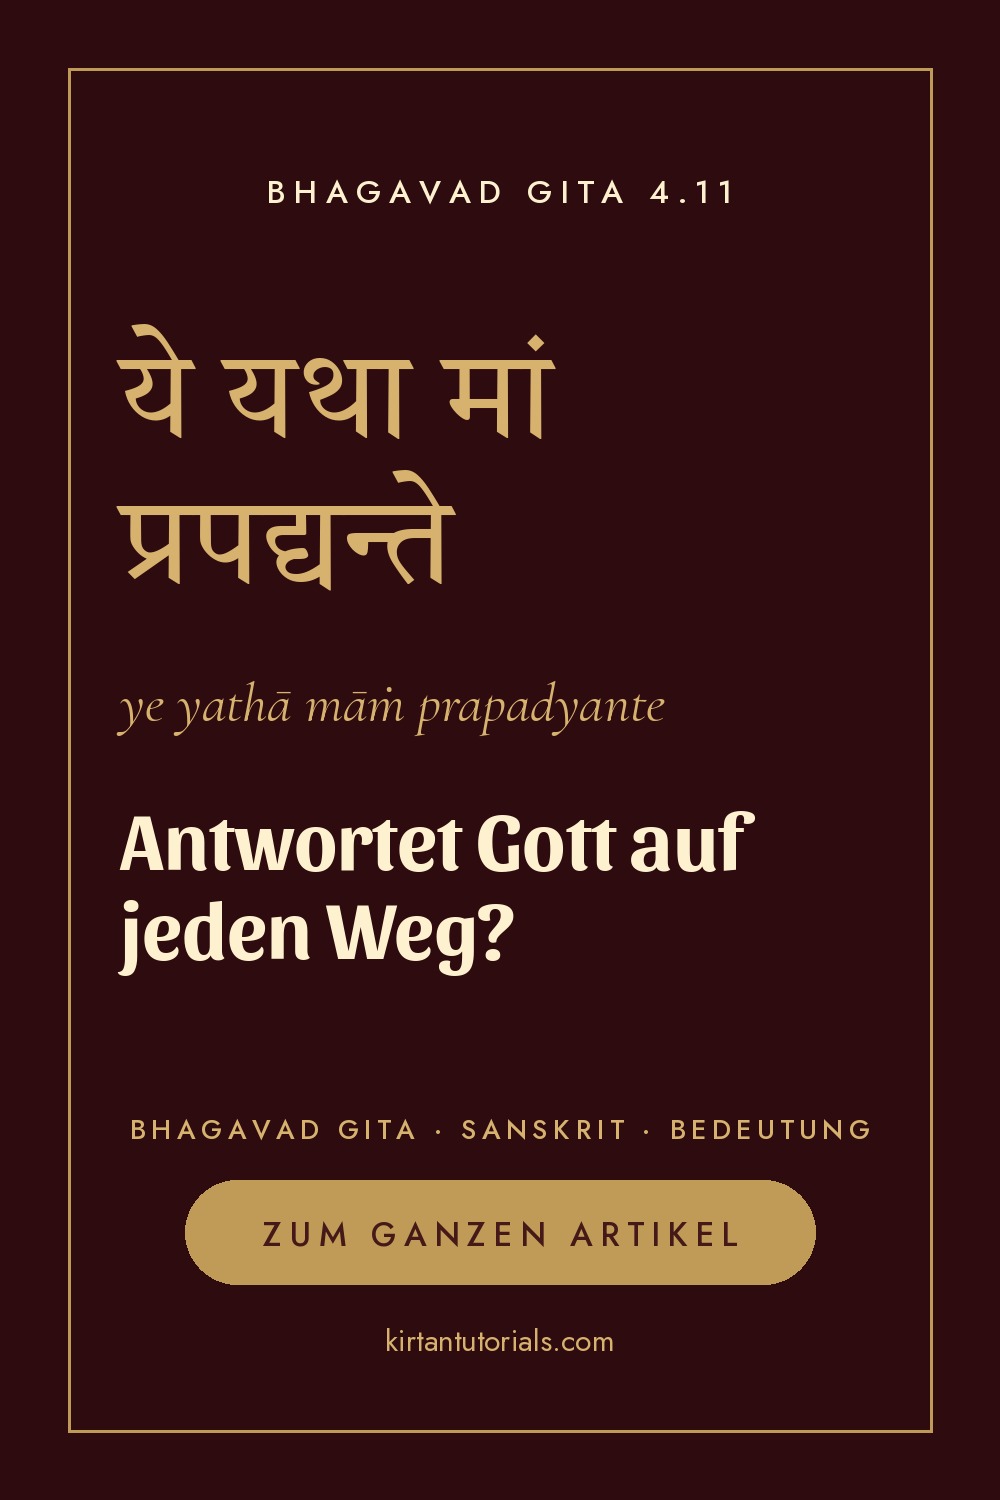 BHAGAVAD GITA 4.11
ये यथा मां
प्रपद्यन्ते
ye yathā māṁ prapadyante
Antwortet Gott auf
jeden Weg?
BHAGAVAD GITA · SANSKRIT · BEDEUTUNG
ZUM GANZEN ARTIKEL
kirtantutorials.com